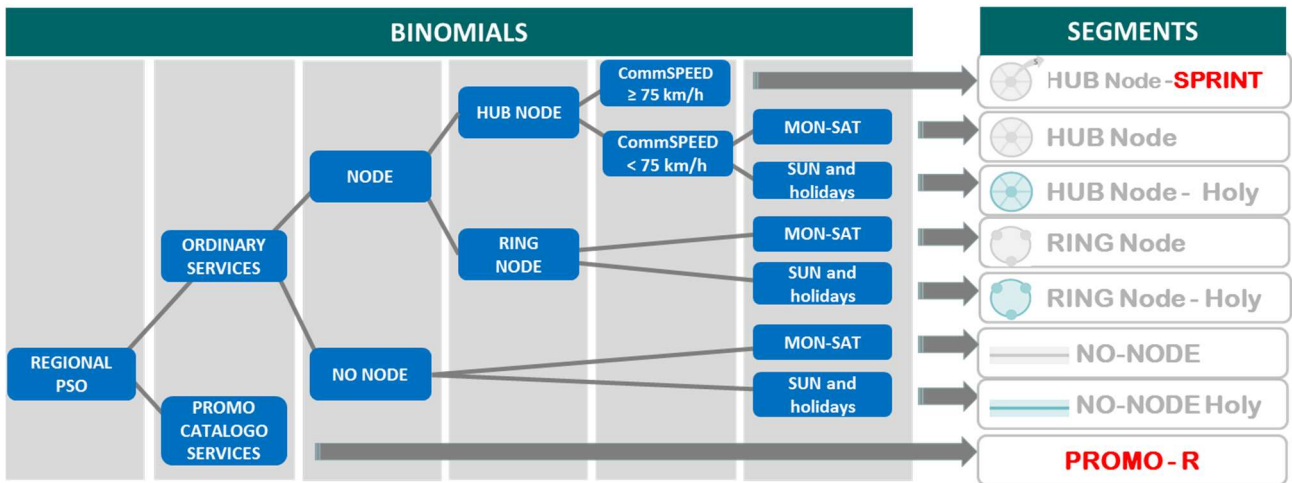 BINOMIALS
SEGMENTS
CommSPEED
≥ 75 km/h
HUB Node -SPRINT
HUB NODE
MON-SAT
HUB Node
CommSPEED
< 75 km/h
NODE
SUN and
holidays
HUB Node - Holy
ORDINARY
SERVICES
RING
NODE
MON-SAT
RING Node
SUN and
holidays
RING Node - Holy
REGIONAL
PSO
NO NODE
MON-SAT
NO-NODE
SUN and
holidays
NO-NODE Holy
PROMO
CATALOGO
SERVICES
PROMO - R